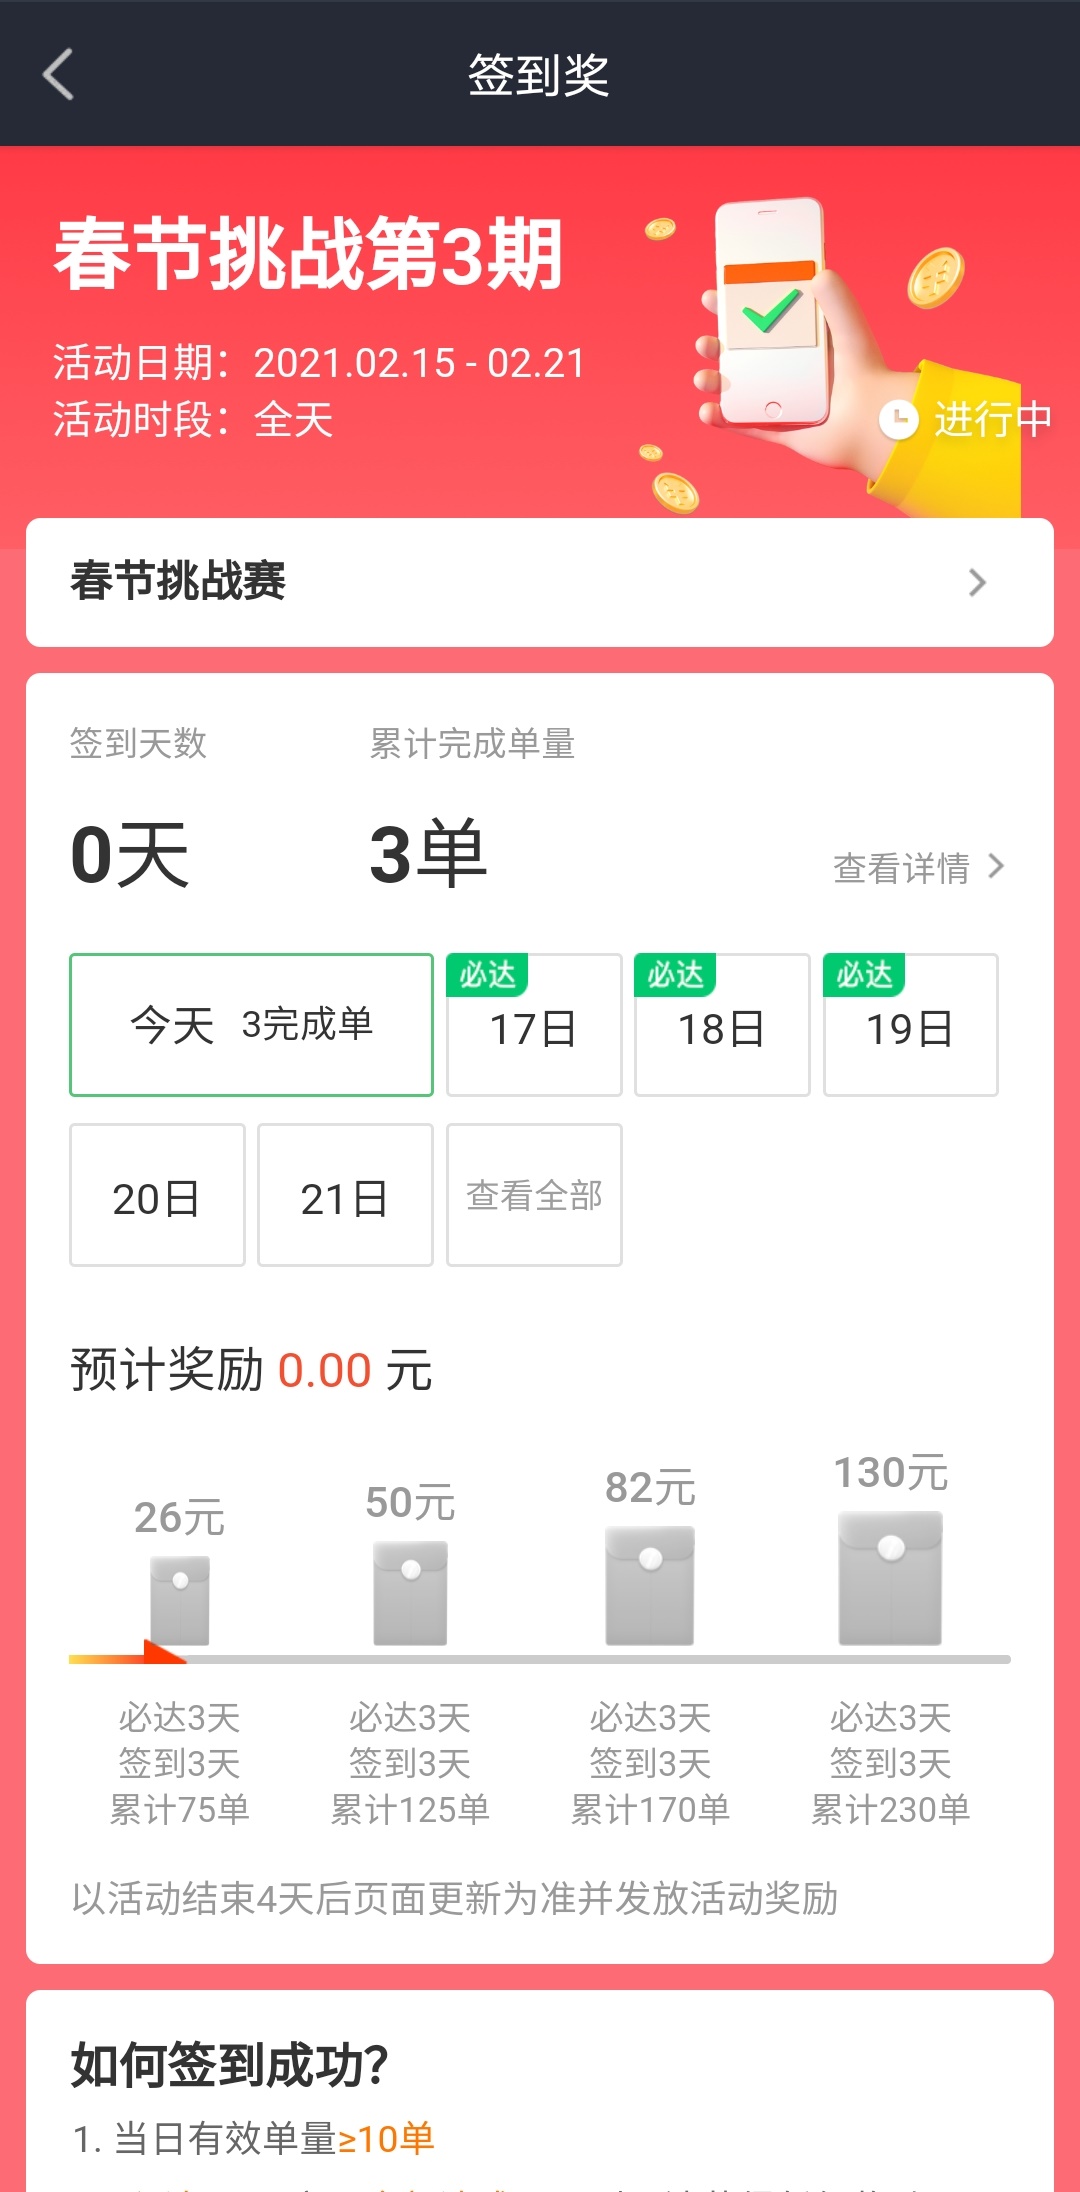 签到奖
春节挑战第3期
活动日期：2021.02.15 - 02.21
活动时段：全天
进行中
春节挑战赛
签到天数 累计完成单量
0天 3单 查看详情
必达 必达 必达
今天 3完成单 17日 18日 19日
20日 21日 查看全部
预计奖励 0.00 元
26元 50元 82元 130元
必达3天 必达3天 必达3天 必达3天
签到3天 签到3天 签到3天 签到3天
累计75单 累计125单 累计170单 累计230单
以活动结束4天后页面更新为准并发放活动奖励
如何签到成功?
1. 当日有效单量≥10单